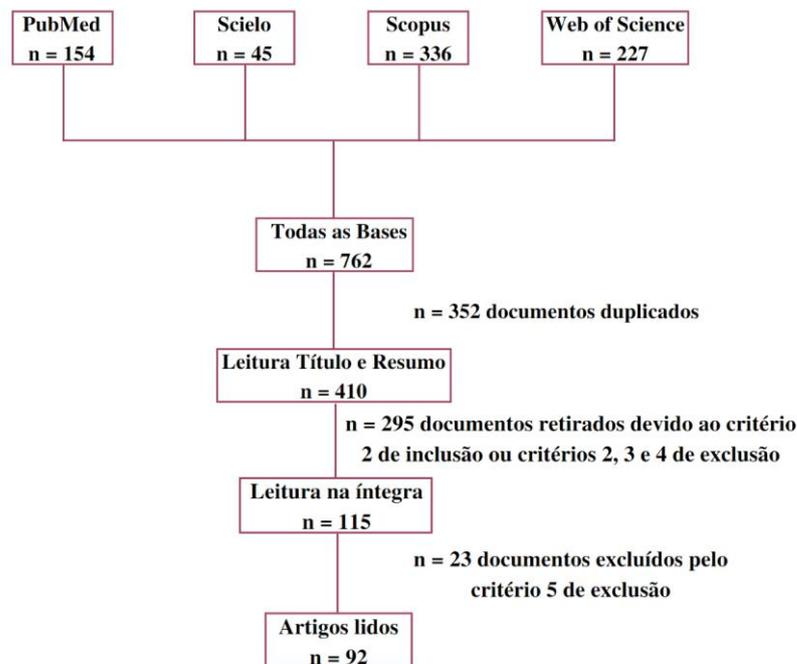 PubMed
n = 154
Scielo
n = 45
Scopus
n = 336
Web of Science
n = 227
Todas as Bases
n = 762
n = 352 documentos duplicados
Leitura Título e Resumo
n = 410
n = 295 documentos retirados devido ao critério
2 de inclusão ou critérios 2, 3 e 4 de exclusão
Leitura na íntegra
n = 115
n = 23 documentos excluídos pelo
critério 5 de exclusão
Artigos lidos
n = 92